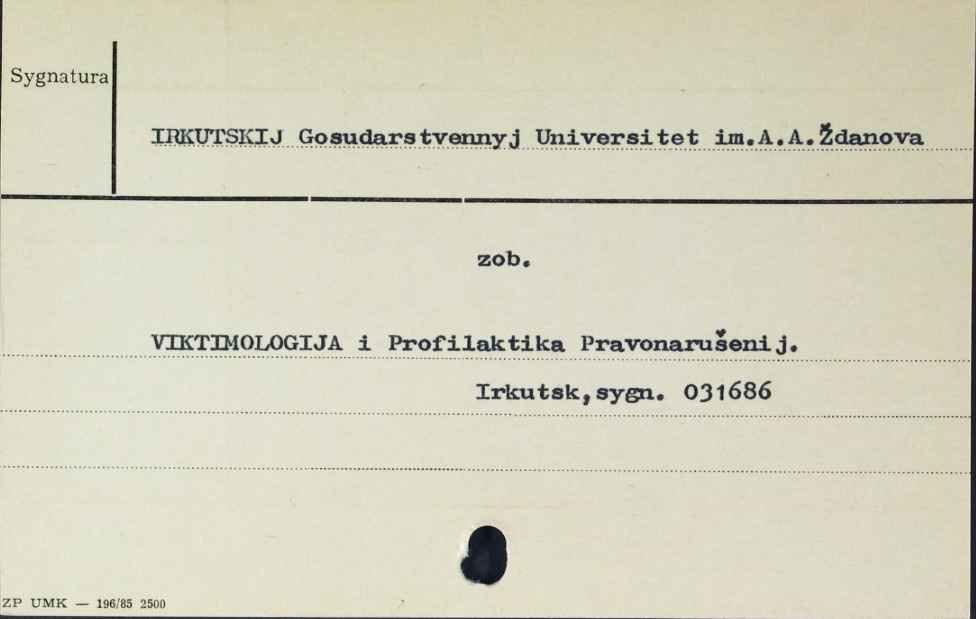 Sygnatura
IRKUTSKIJ Gosudarstvennyj Universitet im.A.A.Ždanova
zob.
VIKTIMOLOGIJA i Profilaktika Pravonarušenij.
Irkutsk,sygn. 031686
ZP UMK — 196/85 2500